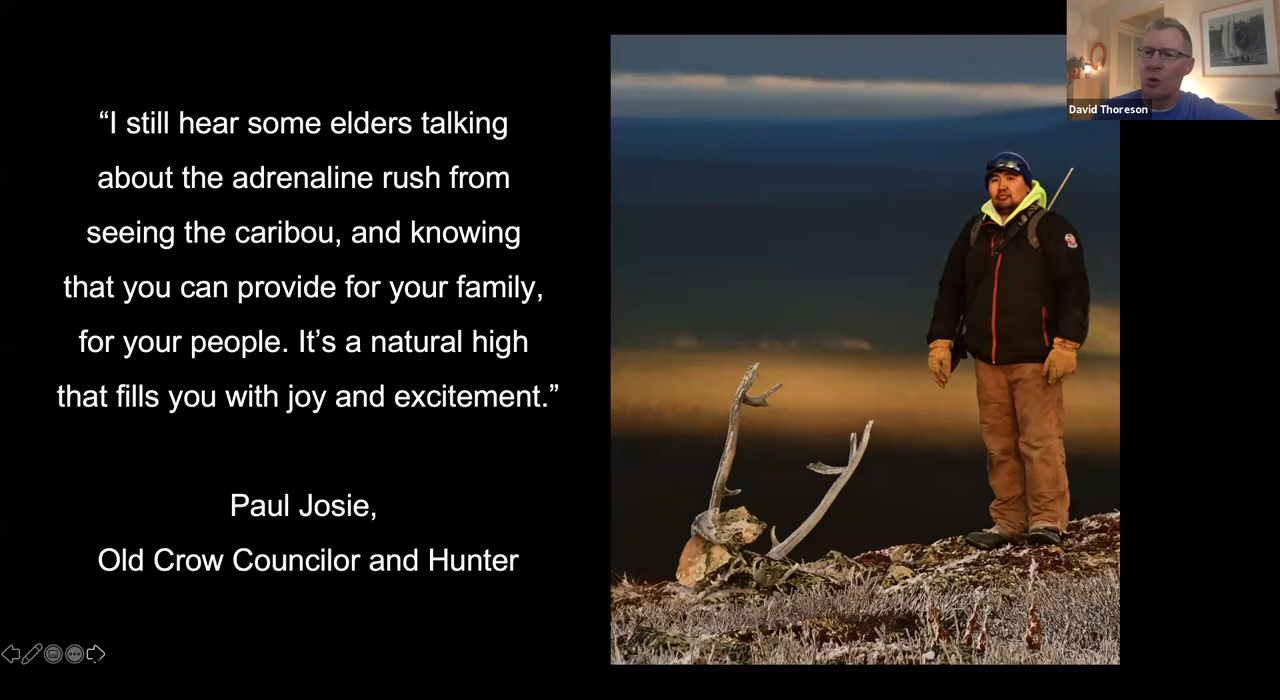 “I still hear some elders talking
about the adrenaline rush from
seeing the caribou, and knowing
that you can provide for your family,
for your people. It’s a natural high
that fills you with joy and excitement.”
Paul Josie,
Old Crow Councilor and Hunter
David Thoreson